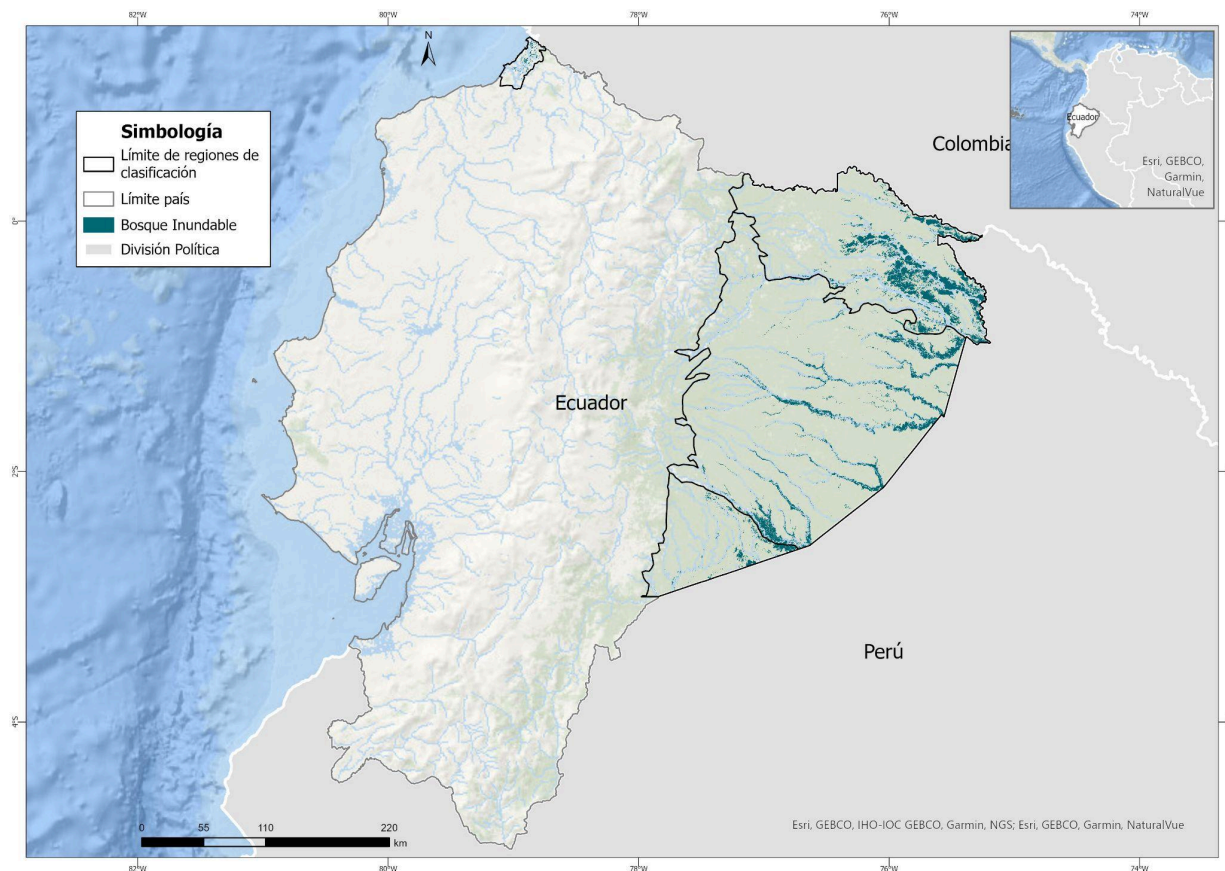 82°W 80°W 78°W 76°W 74°W
N
Simbología
Límite de regiones de
clasificación
Límite país
Bosque Inundable
División Política
Colombia
Ecuador
Esri, GEBCO,
Garmin,
NaturalVue
0°
2°S
4°S
Ecuador
Perú
0 55 110 220
km
Esri, GEBCO, IHO-IOC GEBCO, Garmin, NGS; Esri, GEBCO, Garmin, NaturalVue
82°W 80°W 78°W 76°W 74°W